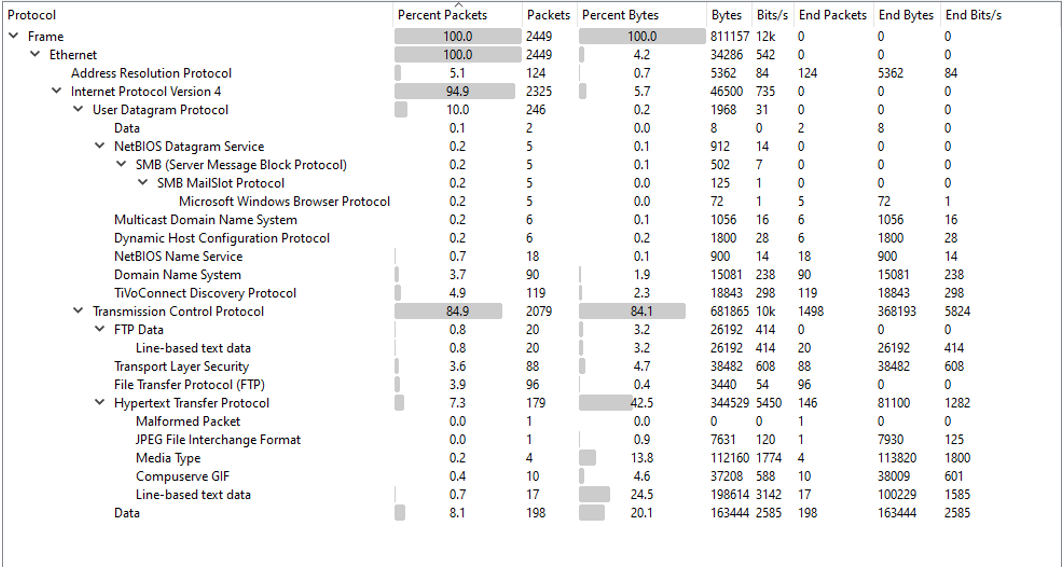 Protocol Percent Packets Packets Percent Bytes Bytes Bits/s End Packets End Bytes End Bits/s
Frame 100.0 2449 100.0 811157 12k 0 0 0
Ethernet 100.0 2449 4.2 34286 542 0 0 0
Address Resolution Protocol 5.1 124 0.7 5362 84 124 5362 84
Internet Protocol Version 4 94.9 2325 5.7 46500 735 0 0 0
User Datagram Protocol 10.0 246 0.2 1968 31 0 0 0
Data 0.1 2 0.0 8 0 2 8 0
NetBIOS Datagram Service 0.2 5 0.1 912 14 0 0 0
SMB (Server Message Block Protocol) 0.2 5 0.1 502 7 0 0 0
SMB MailSlot Protocol 0.2 5 0.0 125 1 0 0 0
Microsoft Windows Browser Protocol 0.2 5 0.0 72 1 5 72 1
Multicast Domain Name System 0.2 6 0.1 1056 16 6 1056 16
Dynamic Host Configuration Protocol 0.2 6 0.2 1800 28 6 1800 28
NetBIOS Name Service 0.7 18 0.1 900 14 18 900 14
Domain Name System 3.7 90 1.9 15081 238 90 15081 238
TiVoConnect Discovery Protocol 4.9 119 2.3 18843 298 119 18843 298
Transmission Control Protocol 84.9 2079 84.1 681865 10k 1498 368193 5824
FTP Data 0.8 20 3.2 26192 414 0 0 0
Line-based text data 0.8 20 3.2 26192 414 20 26192 414
Transport Layer Security 3.6 88 4.7 38482 608 88 38482 608
File Transfer Protocol (FTP) 3.9 96 0.4 3440 54 96 0 0
Hypertext Transfer Protocol 7.3 179 42.5 344529 5450 146 81100 1282
Malformed Packet 0.0 1 0.0 0 0 1 0 0
JPEG File Interchange Format 0.0 1 0.9 7631 120 1 7930 125
Media Type 0.2 4 13.8 112160 1774 4 113820 1800
Compuserve GIF 0.4 10 4.6 37208 588 10 38009 601
Line-based text data 0.7 17 24.5 198614 3142 17 100229 1585
Data 8.1 198 20.1 163444 2585 198 163444 2585